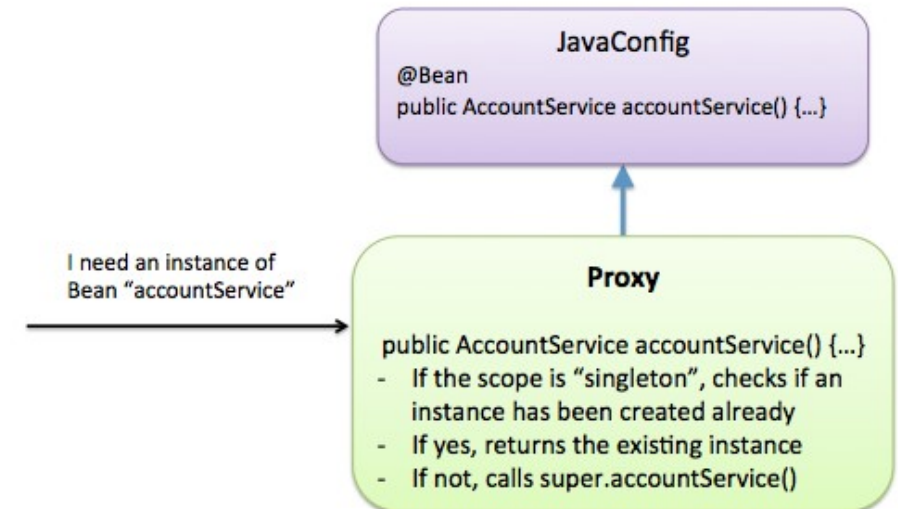 JavaConfig
@Bean
public AccountService accountService() {...}
I need an instance of
Bean “accountService”
Proxy
public AccountService accountService() {...}
- If the scope is “singleton”, checks if an
instance has been created already
- If yes, returns the existing instance
- If not, calls super.accountService()